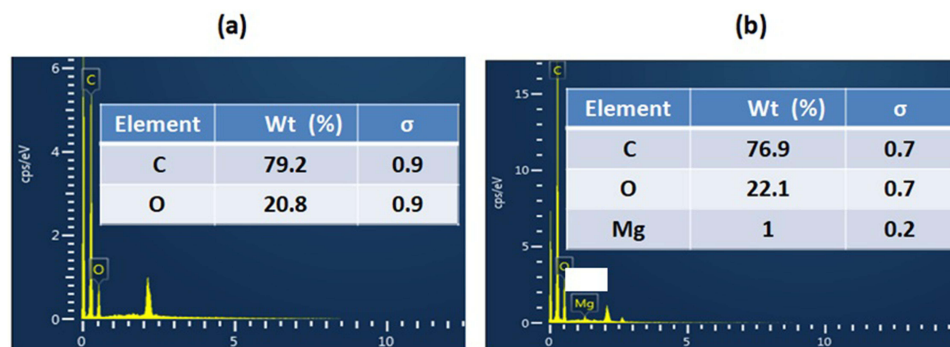 (a)
(b)
6
4
2
0
cps/eV
C
O
0
5
10
Element Wt (%) σ
C 79.2 0.9
O 20.8 0.9
15
10
5
0
cps/eV
C
O
Mg
0
5
10
Element Wt (%) σ
C 76.9 0.7
O 22.1 0.7
Mg 1 0.2